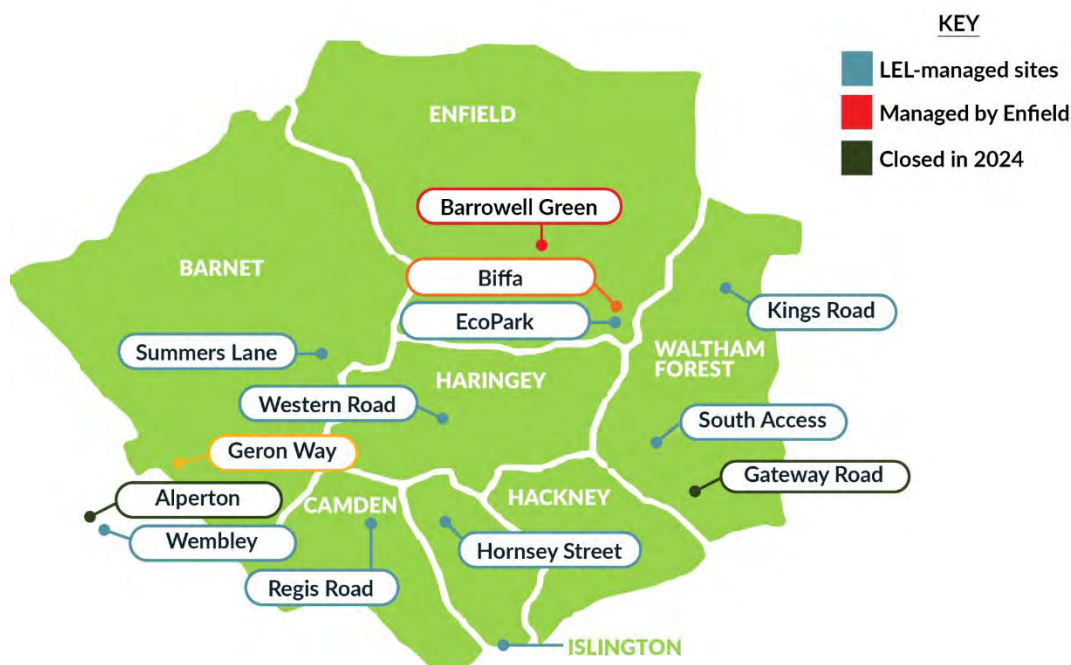 KEY
LEL-managed sites
Managed by Enfield
Closed in 2024
ENFIELD
Barrowell Green
BARNET
Biffa
EcoPark
Kings Road
Summers Lane
WALTHAM
FOREST
HARINGEY
Western Road
South Access
Geron Way
Gateway Road
Alperton
CAMDEN
HACKNEY
Wembley
Hornsey Street
Regis Road
ISLINGTON